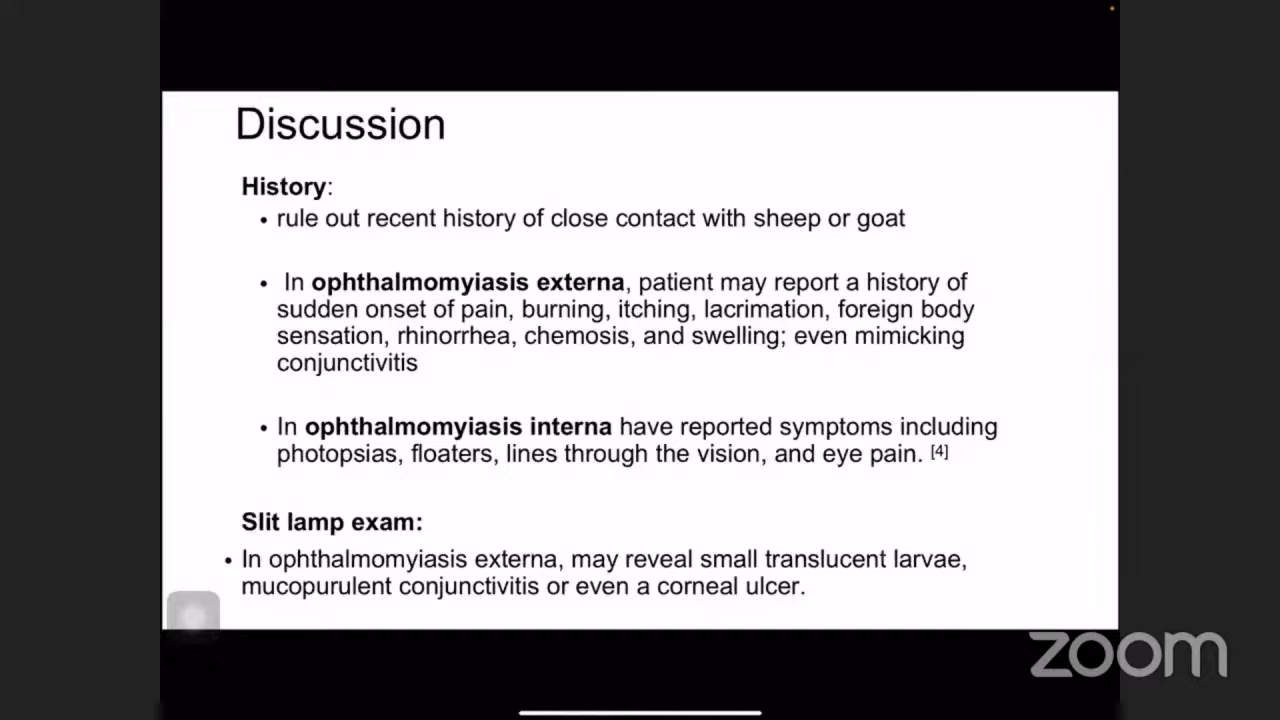 Discussion
History:
• rule out recent history of close contact with sheep or goat
• In ophthalmomyiasis externa, patient may report a history of
sudden onset of pain, burning, itching, lacrimation, foreign body
sensation, rhinorrhea, chemosis, and swelling; even mimicking
conjunctivitis
• In ophthalmomyiasis interna have reported symptoms including
photopsias, floaters, lines through the vision, and eye pain. [4]
Slit lamp exam:
• In ophthalmomyiasis externa, may reveal small translucent larvae,
mucopurulent conjunctivitis or even a corneal ulcer.
zoom